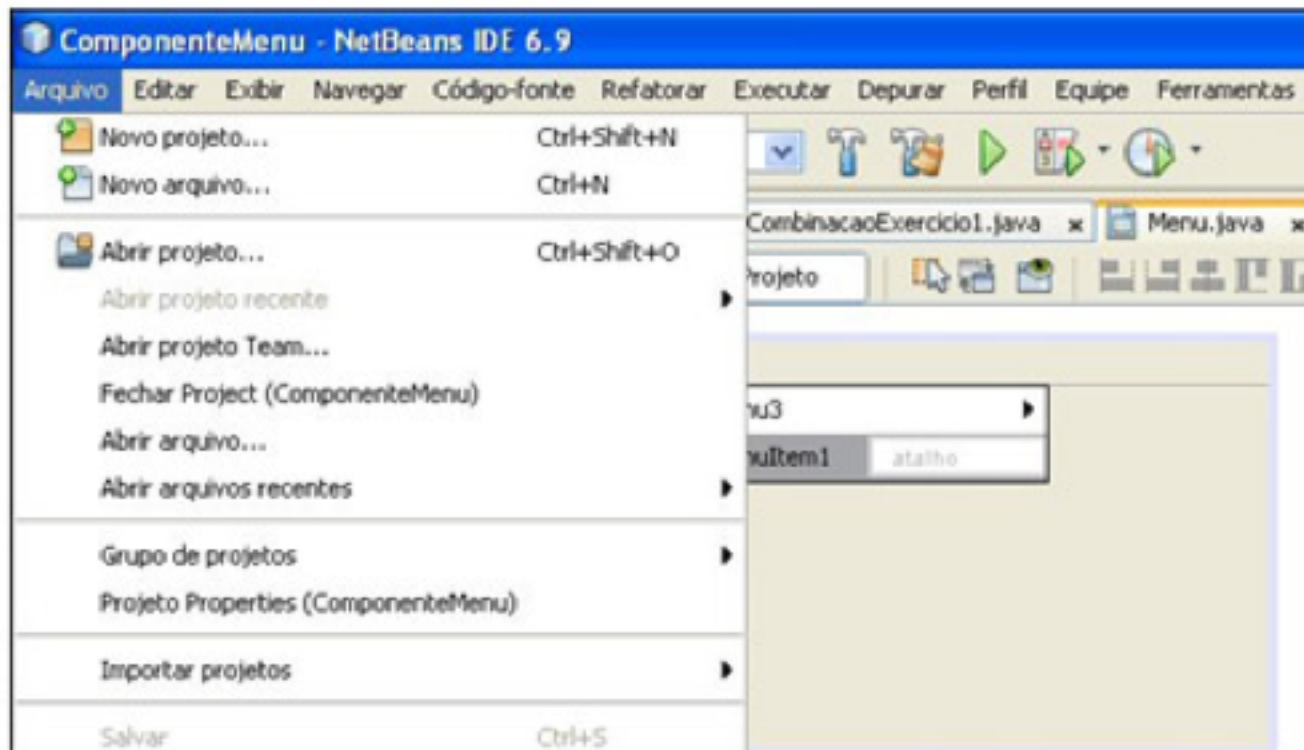 ComponenteMenu - NetBeans IDE 6.9
Arquivo Editar Exibir Navegar Código-fonte Refatorar Executar Depurar Perfil Equipe Ferramentas
Novo projeto... Ctrl+Shift+N
Novo arquivo... Ctrl+N
CombinacaoExercicio1.java Menu.java
Abrir projeto... Ctrl+Shift+O
Projeto
Abrir projeto recente
Abrir projeto Team...
Fechar Project (ComponenteMenu)
nu3
Abrir arquivo...
nuItem1 atalho
Abrir arquivos recentes
Grupo de projetos
Projeto Properties (ComponenteMenu)
Importar projetos
Salvar Ctrl+S